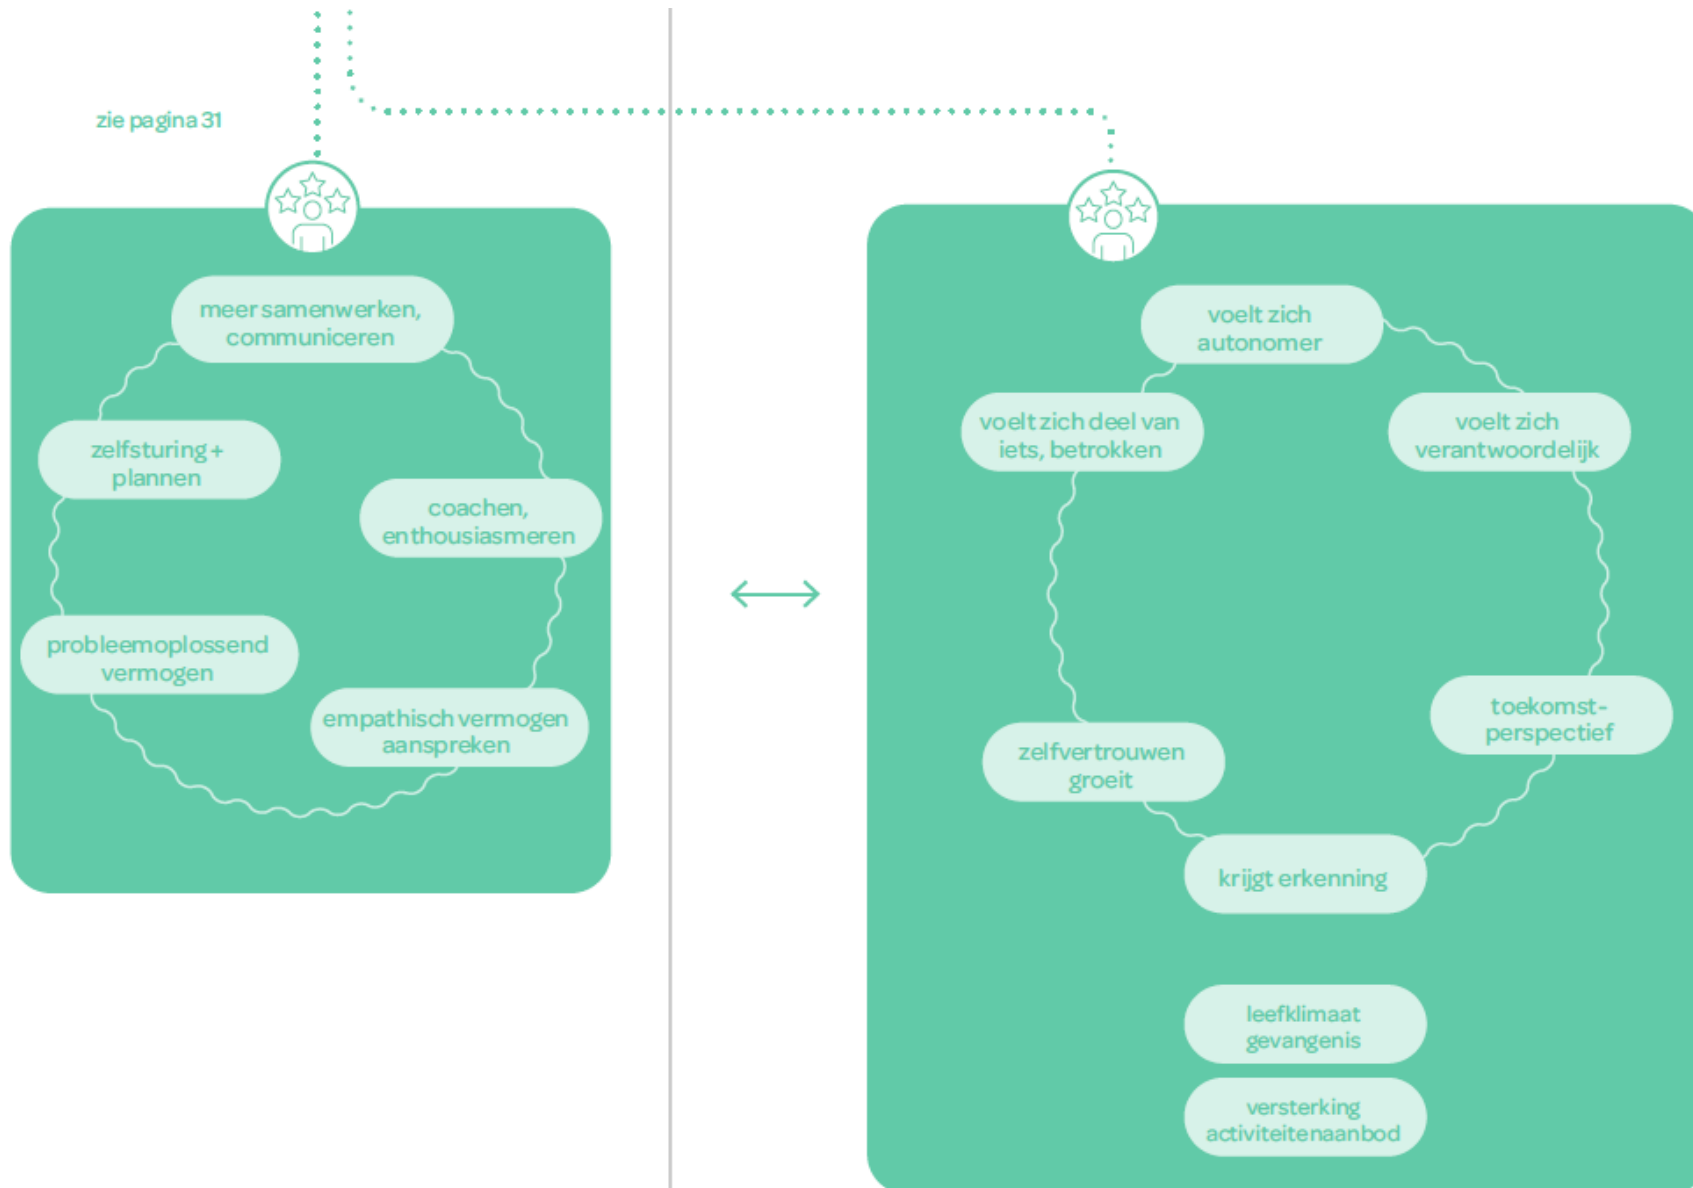 zie pagina 31
meer samenwerken,
communiceren
zelfsturing +
plannen
coachen,
enthousiasmeren
probleemoplossend
vermogen
empathisch vermogen
aanspreken
voelt zich
autonomer
voelt zich deel van
iets, betrokken
voelt zich
verantwoordelijk
toekomst-
perspectief
zelfvertrouwen
groeit
krijgt erkenning
leefklimaat
gevangenis
versterking
activiteitenaanbod